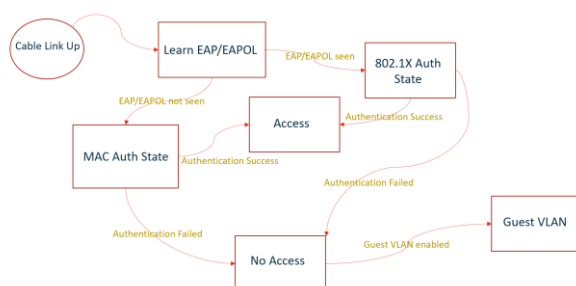 Cable Link Up
Learn EAP/EAPOL
EAP/EAPOL seen
802.1X Auth
State
EAP/EAPOL not seen
Access
Authentication Success
MAC Auth State
Authentication Success
Authentication Failed
Guest VLAN
Authentication Failed
No Access
Guest VLAN enabled